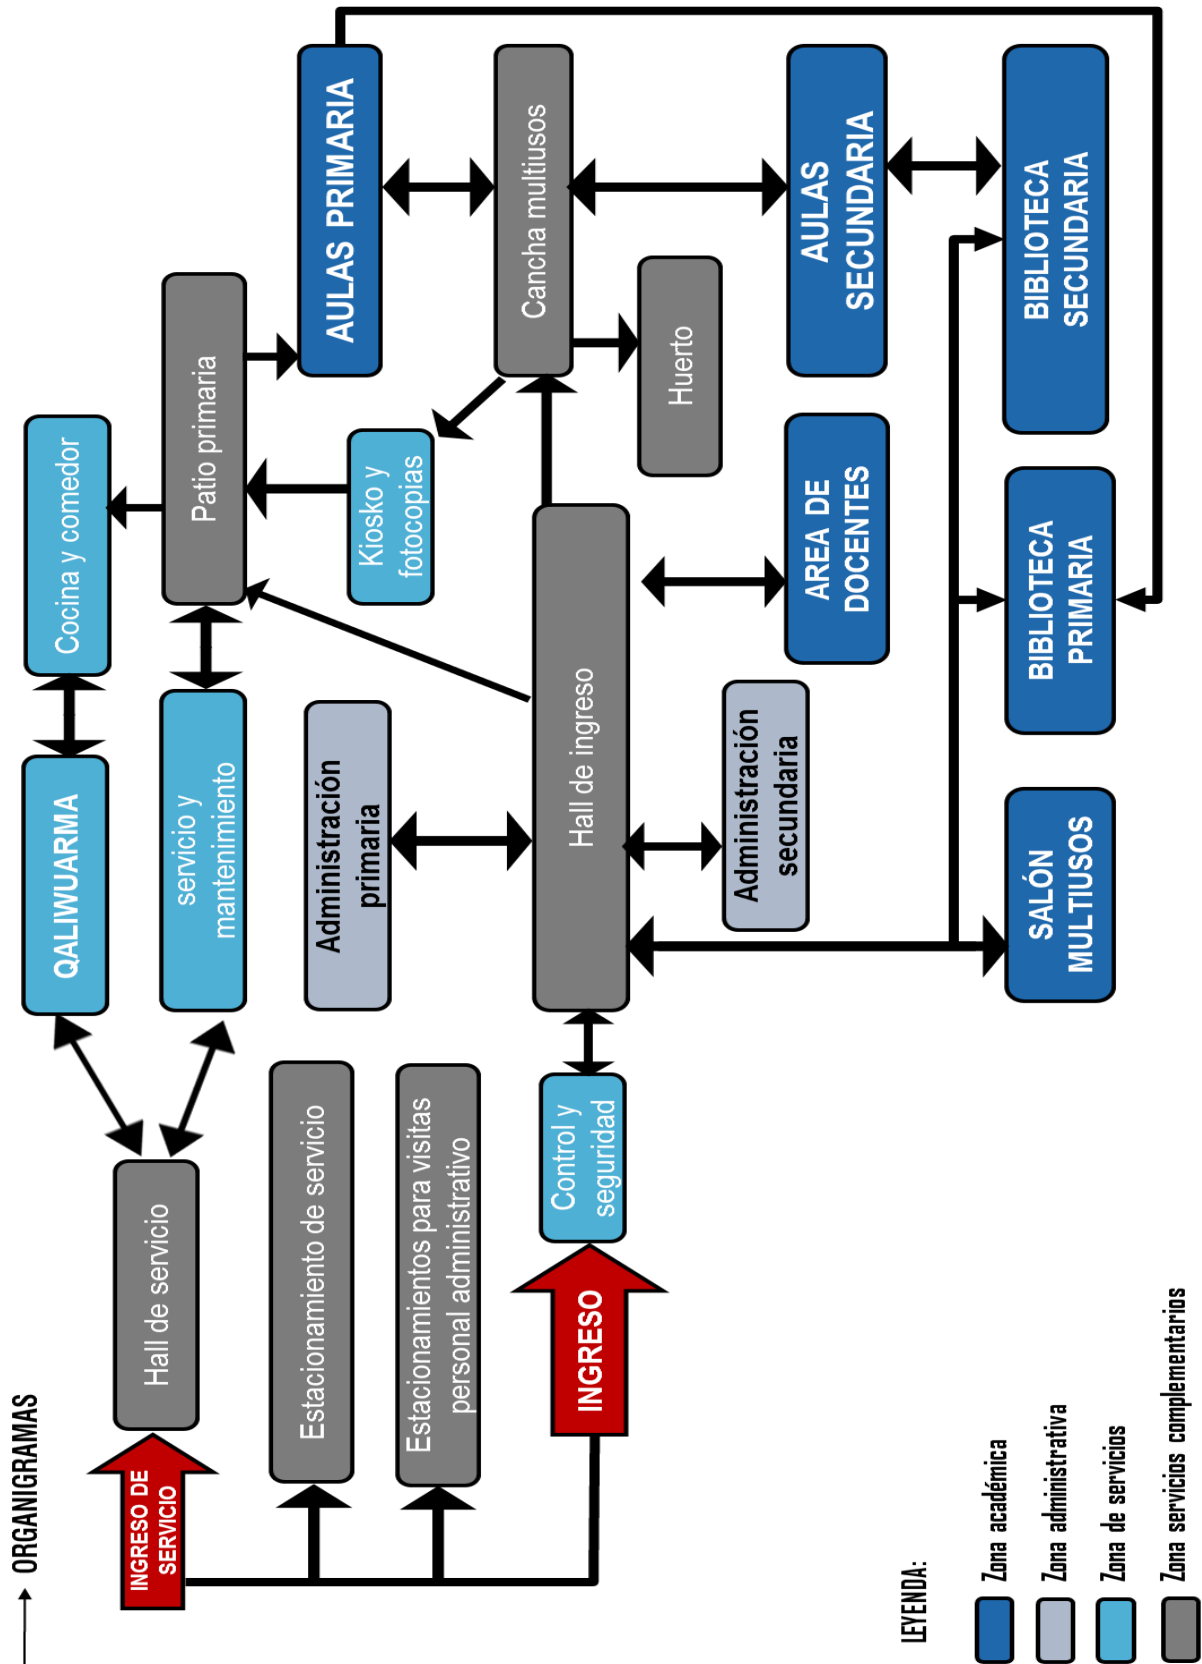 ORGANIGRAMAS
INGRESO DE
SERVICIO
Hall de servicio
QALIWUARMA
Cocina y comedor
servicio y
mantenimiento
Patio primaria
Estacionamiento de servicio
Administración
primaria
AULAS PRIMARIA
Estacionamientos para visitas
personal administrativo
Kiosko y
fotocopias
Cancha multiusos
INGRESO
Control y
seguridad
Hall de ingreso
Huerto
Administración
secundaria
AREA DE
DOCENTES
AULAS
SECUNDARIA
SALÓN
MULTIUSOS
BIBLIOTECA
PRIMARIA
BIBLIOTECA
SECUNDARIA
LEYENDA:
Zona académica
Zona administrativa
Zona de servicios
Zona servicios complementarios